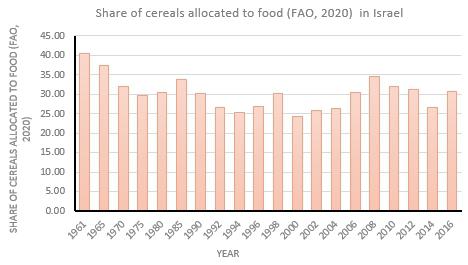 Share of cereals allocated to food (FAO, 2020)  in Israel
SHARE OF CEREALS ALLOCATED TO FOOD (FAO,
2020)
45.00
40.00
35.00
30.00
25.00
20.00
15.00
10.00
5.00
0.00
1961 1965 1970 1975 1980 1985 1990 1992 1994 1996 1998 2000 2002 2004 2006 2008 2010 2012 2014 2016
YEAR